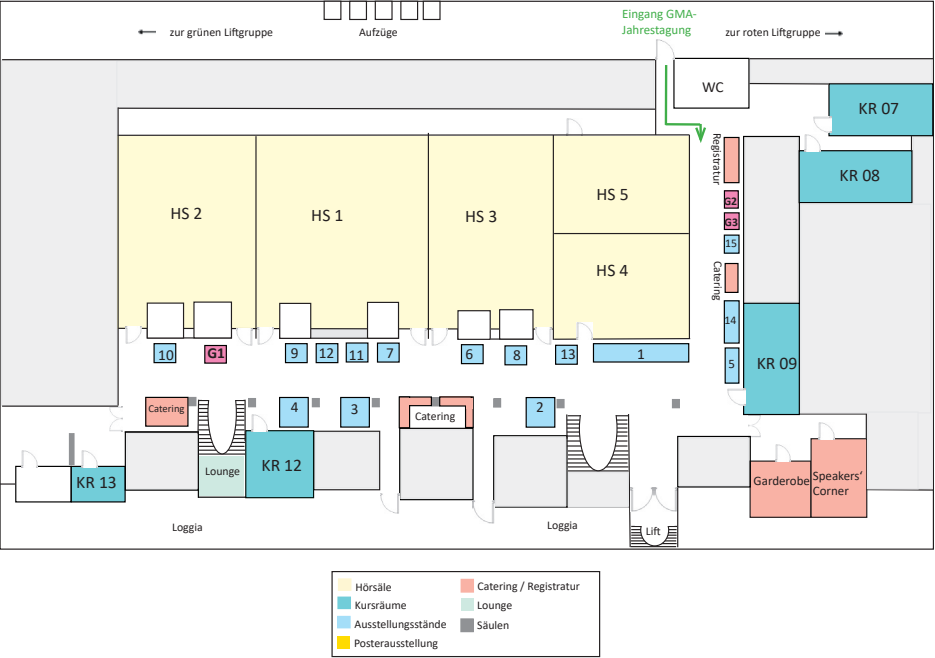 Eingang GMA-
Jahrestagung
zur grünen Liftgruppe
Aufzüge
zur roten Liftgruppe
WC
KR 07
KR 08
Registratur
G2
G3
15
Catering
14
5
KR 09
HS 2
HS 1
HS 3
HS 5
HS 4
10
G1
9
12
11
7
6
8
13
1
Catering
4
3
Catering
2
Lounge
KR 12
KR 13
Garderobe
Speakers'
Corner
Loggia
Loggia
Lift
Hörsäle
Kursräume
Ausstellungsstände
Posterausstellung
Catering / Registratur
Lounge
Säulen